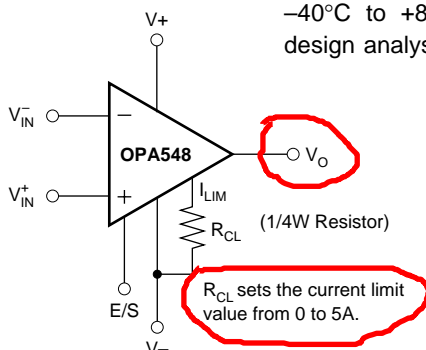 –40°C to +8
design analys
V+
V–IN
–
OPA548
VO
V+IN
+
ILIM
RCL
(1/4W Resistor)
E/S
RCL sets the current limit
value from 0 to 5A.
V–